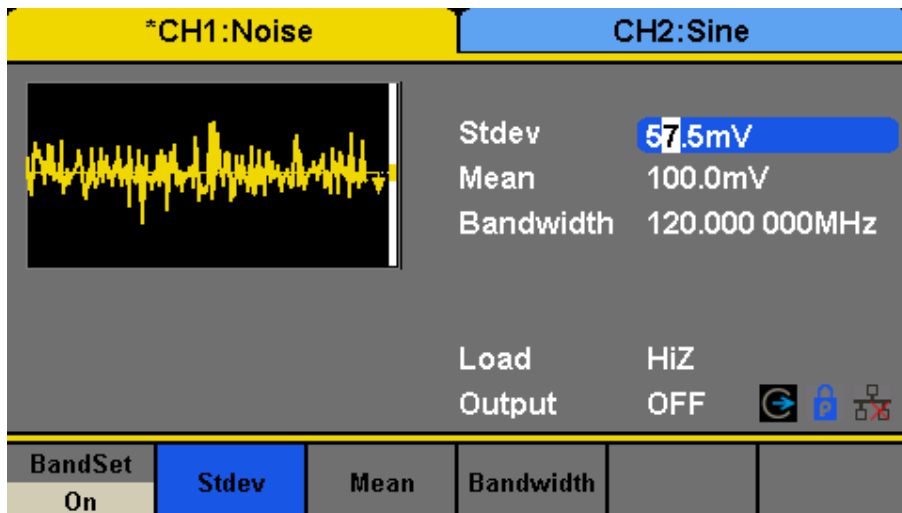 *CH1:Noise
CH2:Sine
Stdev 57.5mV
Mean 100.0mV
Bandwidth 120.000 000MHz
Load HiZ
Output OFF
BandSet
On
Stdev
Mean
Bandwidth